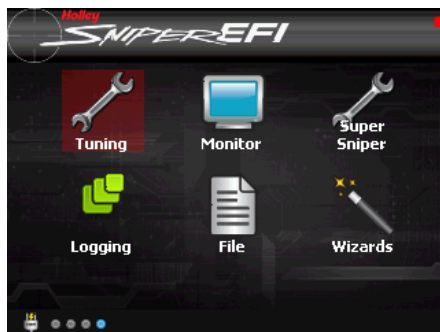 Holley
SNIPER EFI
Tuning
Monitor
Super
Sniper
Logging
File
Wizards